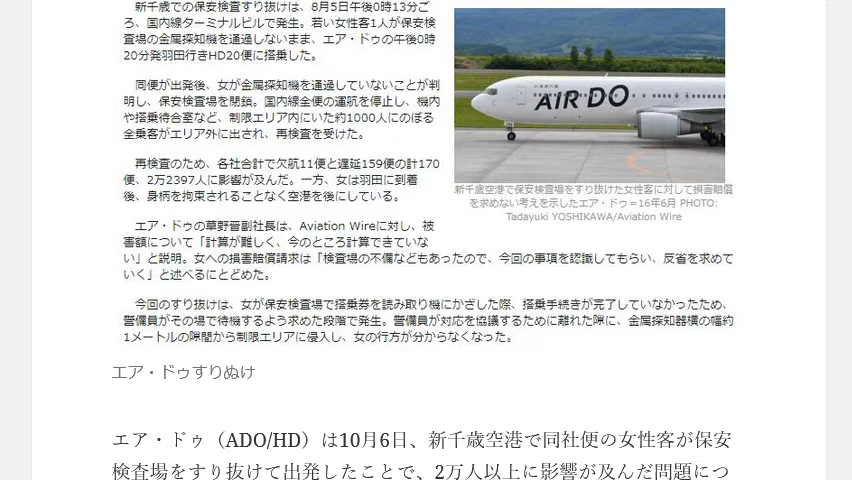 新千歳での保安検査すり抜けは、8月5日午後0時13分ご
ろ、国内線ターミナルビルで発生。若い女性客1人が保安検
査場の金属探知機を通過しないまま、エア・ドゥの午後0時
20分発羽田行きHD20便に搭乗した。
同便が出発後、女が金属探知機を通過していないことが判
明し、保安検査場を閉鎖。国内線全便の運航を停止し、機内
や搭乗待合室など、制限エリア内にいた約1000人にのぼる
全乗客がエリア外に出され、再検査を受けた。
再検査のため、各社合計で欠航11便と遅延159便の計170
便、2万2397人に影響が及んだ。一方、女は羽田に到着
後、身柄を拘束されることなく空港を後にしている。
エア・ドゥの草野晋副社長は、Aviation Wireに対し、被
害額について「計算が難しく、今のところ計算できていな
い」と説明。女への損害賠償請求は「検査場の不備などもあったので、今回の事項を認識してもらい、反省を求めて
いく」と述べるにとどめた。
今回のすり抜けは、女が保安検査場で搭乗券を読み取り機にかざした際、搭乗手続きが完了していなかったため、
警備員がその場で待機するよう求めた段階で発生。警備員が対応を協議するために離れた隙に、金属探知器横の幅約
1メートルの隙間から制限エリアに侵入し、女の行方が分からなくなった。
AIR DO
新千歳空港で保安検査場をすり抜けた女性客に対して損害賠償
を求めない考えを示したエア・ドゥ＝16年6月 PHOTO:
Tadayuki YOSHIKAWA/Aviation Wire
エア・ドゥすりぬけ
エア・ドゥ（ADO/HD）は10月6日、新千歳空港で同社便の女性客が保安
検査場をすり抜けて出発したことで、2万人以上に影響が及んだ問題につ